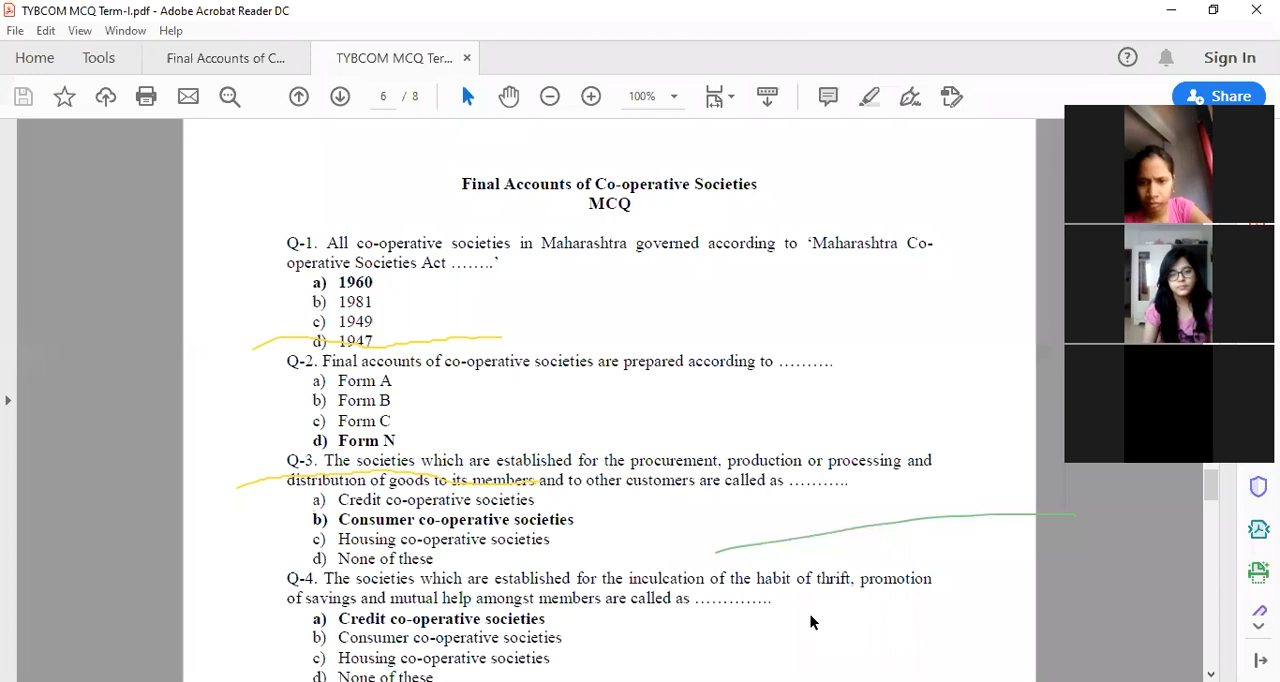 TYBCOM MCQ Term-I.pdf - Adobe Acrobat Reader DC
File Edit View Window Help
Home Tools Final Accounts of C... TYBCOM MCQ Ter... × Sign In
6 / 8 100% Share
Final Accounts of Co-operative Societies
MCQ
Q-1. All co-operative societies in Maharashtra governed according to ‘Maharashtra Co-
operative Societies Act ……..’
a) 1960
b) 1981
c) 1949
d) 1947
Q-2. Final accounts of co-operative societies are prepared according to ……….
a) Form A
b) Form B
c) Form C
d) Form N
Q-3. The societies which are established for the procurement, production or processing and
distribution of goods to its members and to other customers are called as ………..
a) Credit co-operative societies
b) Consumer co-operative societies
c) Housing co-operative societies
d) None of these
Q-4. The societies which are established for the inculcation of the habit of thrift, promotion
of savings and mutual help amongst members are called as …………..
a) Credit co-operative societies
b) Consumer co-operative societies
c) Housing co-operative societies
d) None of these